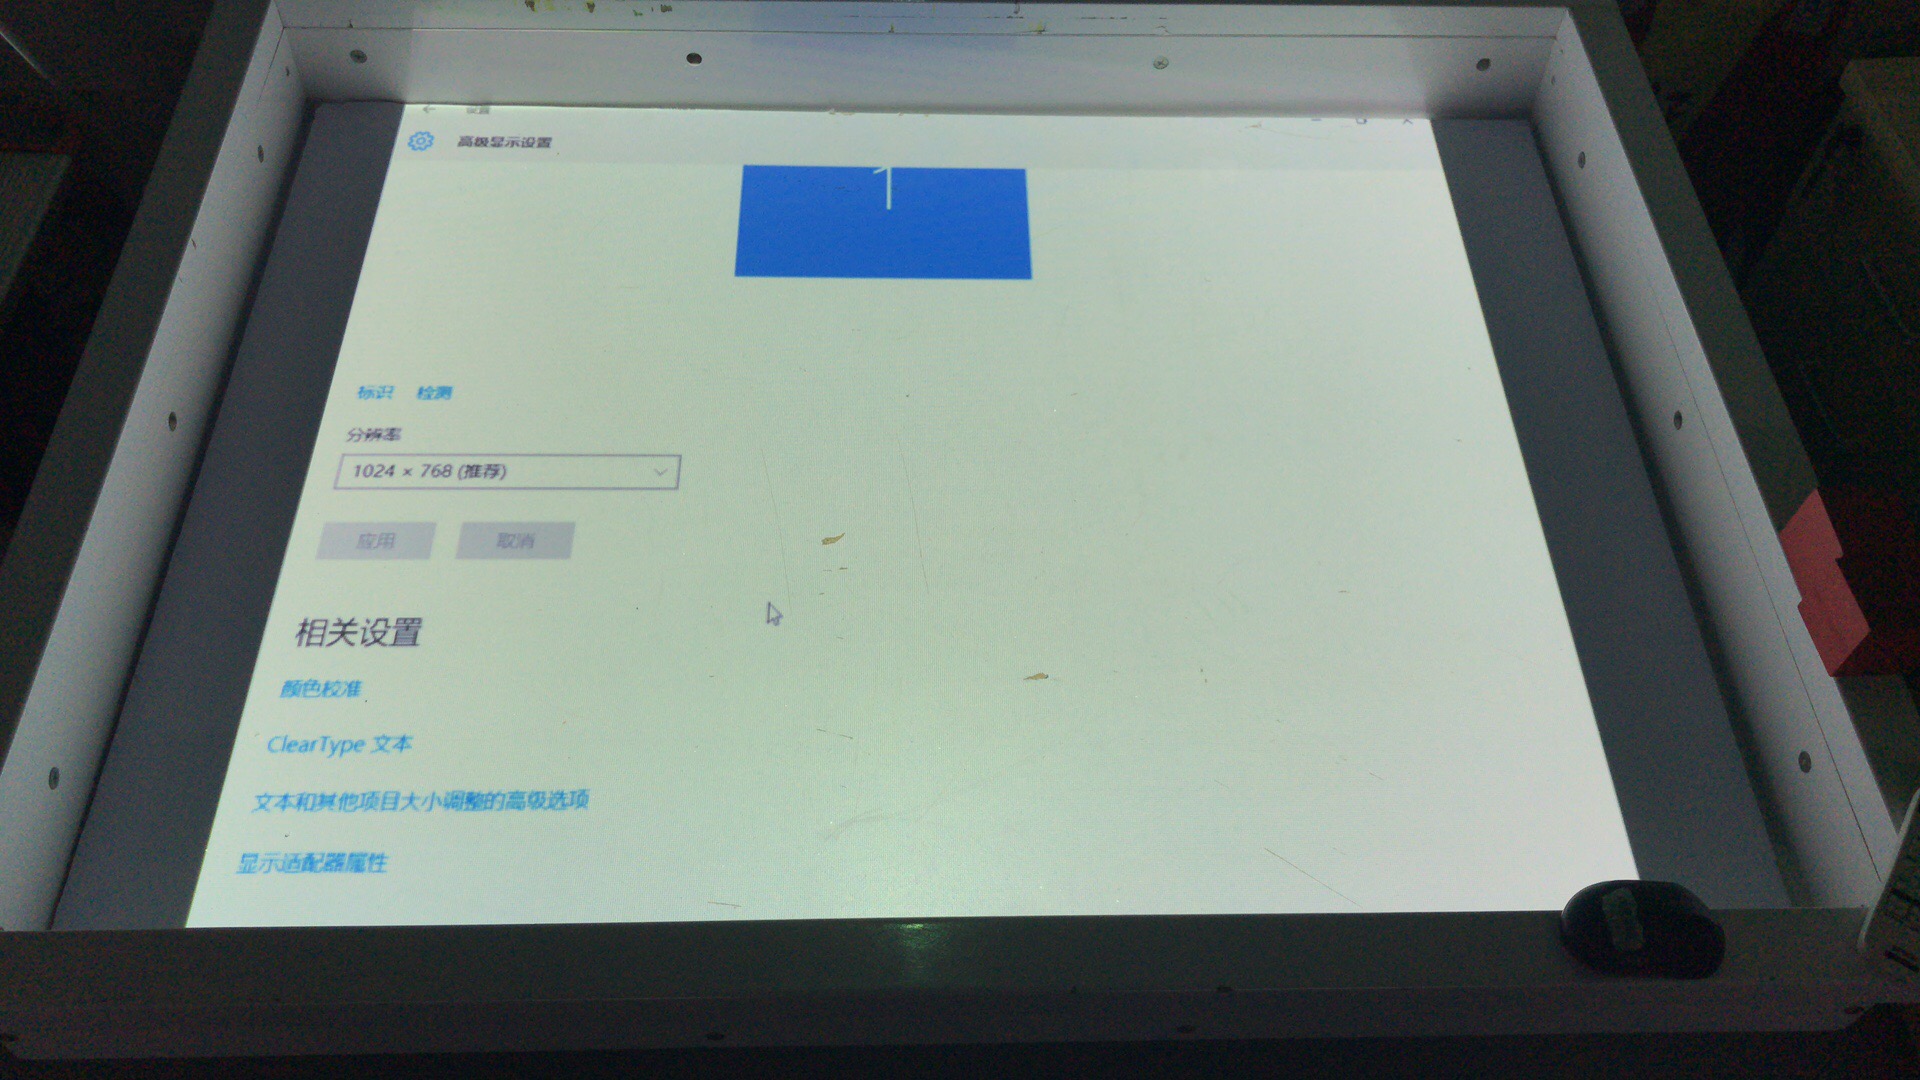 设置
高级显示设置
1
标识 检测
分辨率
1024 × 768 (推荐)
应用 取消
相关设置
颜色校准
ClearType 文本
文本和其他项目大小调整的高级选项
显示适配器属性